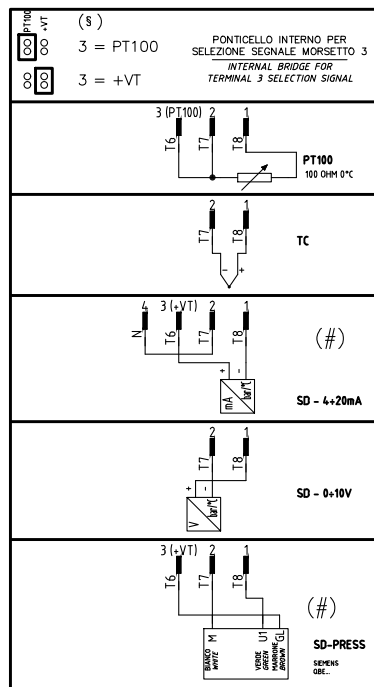 PT100
+VT
(§)
3 = PT100
3 = +VT
PONTICELLO INTERNO PER
SELEZIONE SEGNALE MORSETTO 3
INTERNAL BRIDGE FOR
TERMINAL 3 SELECTION SIGNAL
3 (PT100) 2 1
T6 T7 T8
PT100
100 OHM 0°C
2 1
T7 T8
- +
TC
4 3 (+VT) 2 1
N T6 T7 T8
(#)
+ -
mA bar/°C
SD - 4÷20mA
2 1
T7 T8
+ -
V bar/°C
SD - 0÷10V
3 (+VT) 2 1
T6 T7 T8
(#)
M U1 GL
BIANCO VERDE MARRONE
WHITE GREEN BROWN
SD-PRESS
SIEMENS
QBE...